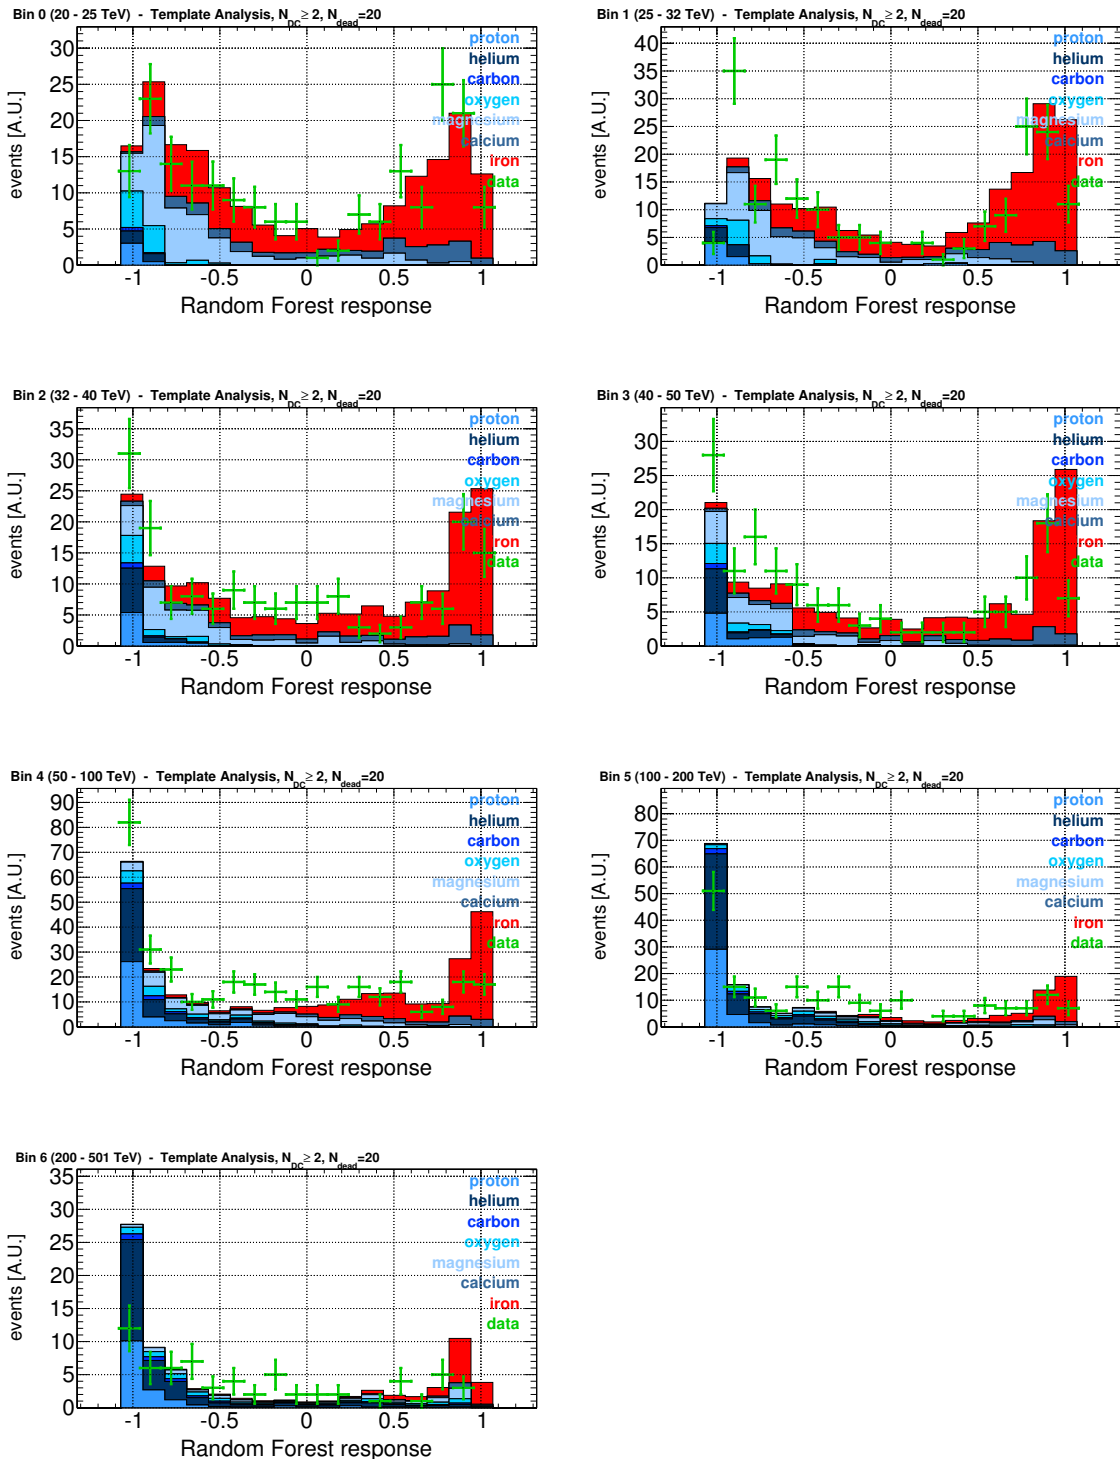 Bin 0 (20 - 25 TeV) - Template Analysis, N_DC ≥ 2, N_dead=20
events [A.U.]
30
25
20
15
10
5
0
proton
helium
carbon
oxygen
magnesium
calcium
iron
data
-1 -0.5 0 0.5 1
Random Forest response
Bin 1 (25 - 32 TeV) - Template Analysis, N_DC ≥ 2, N_dead=20
events [A.U.]
40
35
30
25
20
15
10
5
0
proton
helium
carbon
oxygen
magnesium
calcium
iron
data
-1 -0.5 0 0.5 1
Random Forest response
Bin 2 (32 - 40 TeV) - Template Analysis, N_DC ≥ 2, N_dead=20
events [A.U.]
35
30
25
20
15
10
5
0
proton
helium
carbon
oxygen
magnesium
calcium
iron
data
-1 -0.5 0 0.5 1
Random Forest response
Bin 3 (40 - 50 TeV) - Template Analysis, N_DC ≥ 2, N_dead=20
events [A.U.]
30
25
20
15
10
5
0
proton
helium
carbon
oxygen
magnesium
calcium
iron
data
-1 -0.5 0 0.5 1
Random Forest response
Bin 4 (50 - 100 TeV) - Template Analysis, N_DC ≥ 2, N_dead=20
events [A.U.]
90
80
70
60
50
40
30
20
10
0
proton
helium
carbon
oxygen
magnesium
calcium
iron
data
-1 -0.5 0 0.5 1
Random Forest response
Bin 5 (100 - 200 TeV) - Template Analysis, N_DC ≥ 2, N_dead=20
events [A.U.]
80
70
60
50
40
30
20
10
0
proton
helium
carbon
oxygen
magnesium
calcium
iron
data
-1 -0.5 0 0.5 1
Random Forest response
Bin 6 (200 - 501 TeV) - Template Analysis, N_DC ≥ 2, N_dead=20
events [A.U.]
35
30
25
20
15
10
5
0
proton
helium
carbon
oxygen
magnesium
calcium
iron
data
-1 -0.5 0 0.5 1
Random Forest response